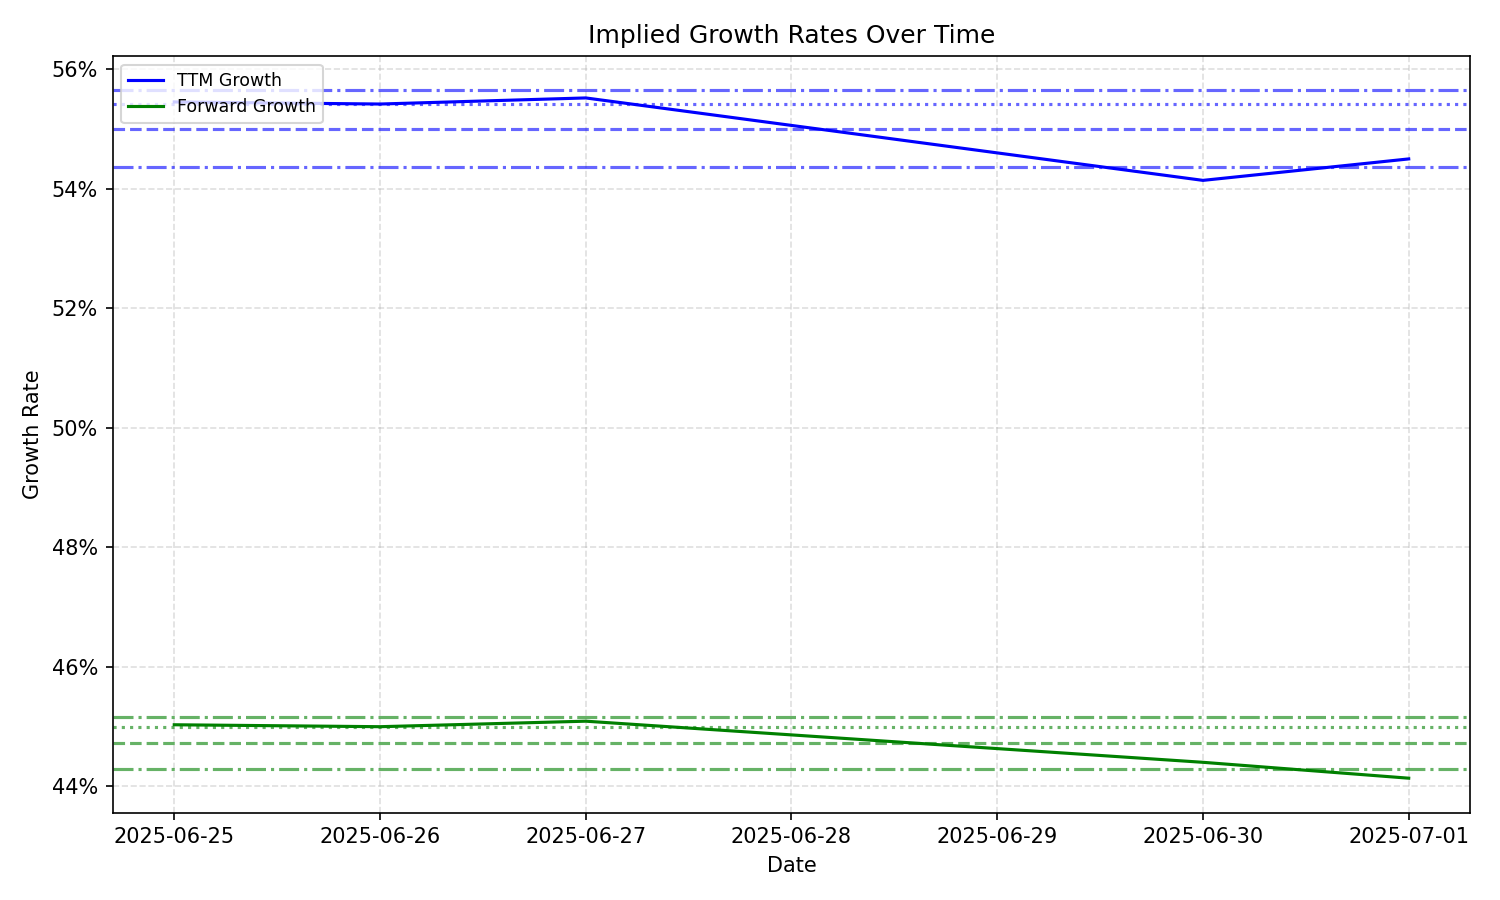 Implied Growth Rates Over Time
TTM Growth
Forward Growth
56%
54%
52%
50%
48%
46%
44%
Growth Rate
2025-06-25
2025-06-26
2025-06-27
2025-06-28
2025-06-29
2025-06-30
2025-07-01
Date